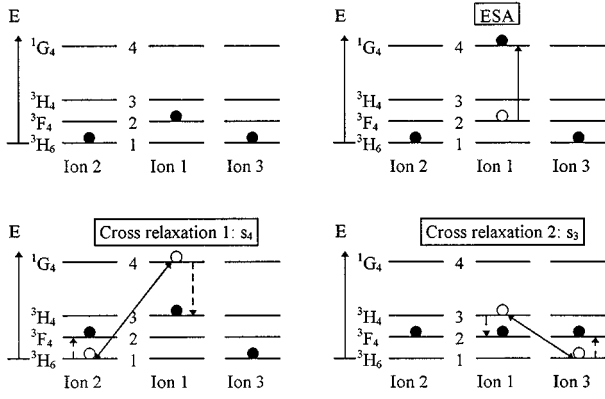 E
¹G₄ 4
³H₄ 3
³F₄ 2
³H₆ 1
Ion 2 Ion 1 Ion 3
ESA
E
¹G₄ 4
³H₄ 3
³F₄ 2
³H₆ 1
Ion 2 Ion 1 Ion 3
Cross relaxation 1: s₄
E
¹G₄ 4
³H₄ 3
³F₄ 2
³H₆ 1
Ion 2 Ion 1 Ion 3
Cross relaxation 2: s₃
E
¹G₄ 4
³H₄ 3
³F₄ 2
³H₆ 1
Ion 2 Ion 1 Ion 3